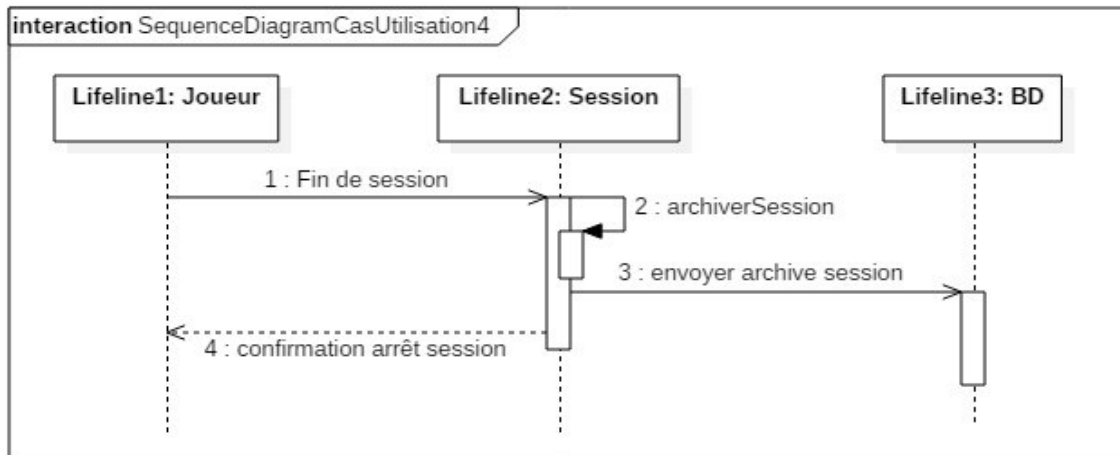 interaction SequenceDiagramCasUtilisation4
Lifeline1: Joueur
Lifeline2: Session
Lifeline3: BD
1 : Fin de session
2 : archiverSession
3 : envoyer archive session
4 : confirmation arrêt session